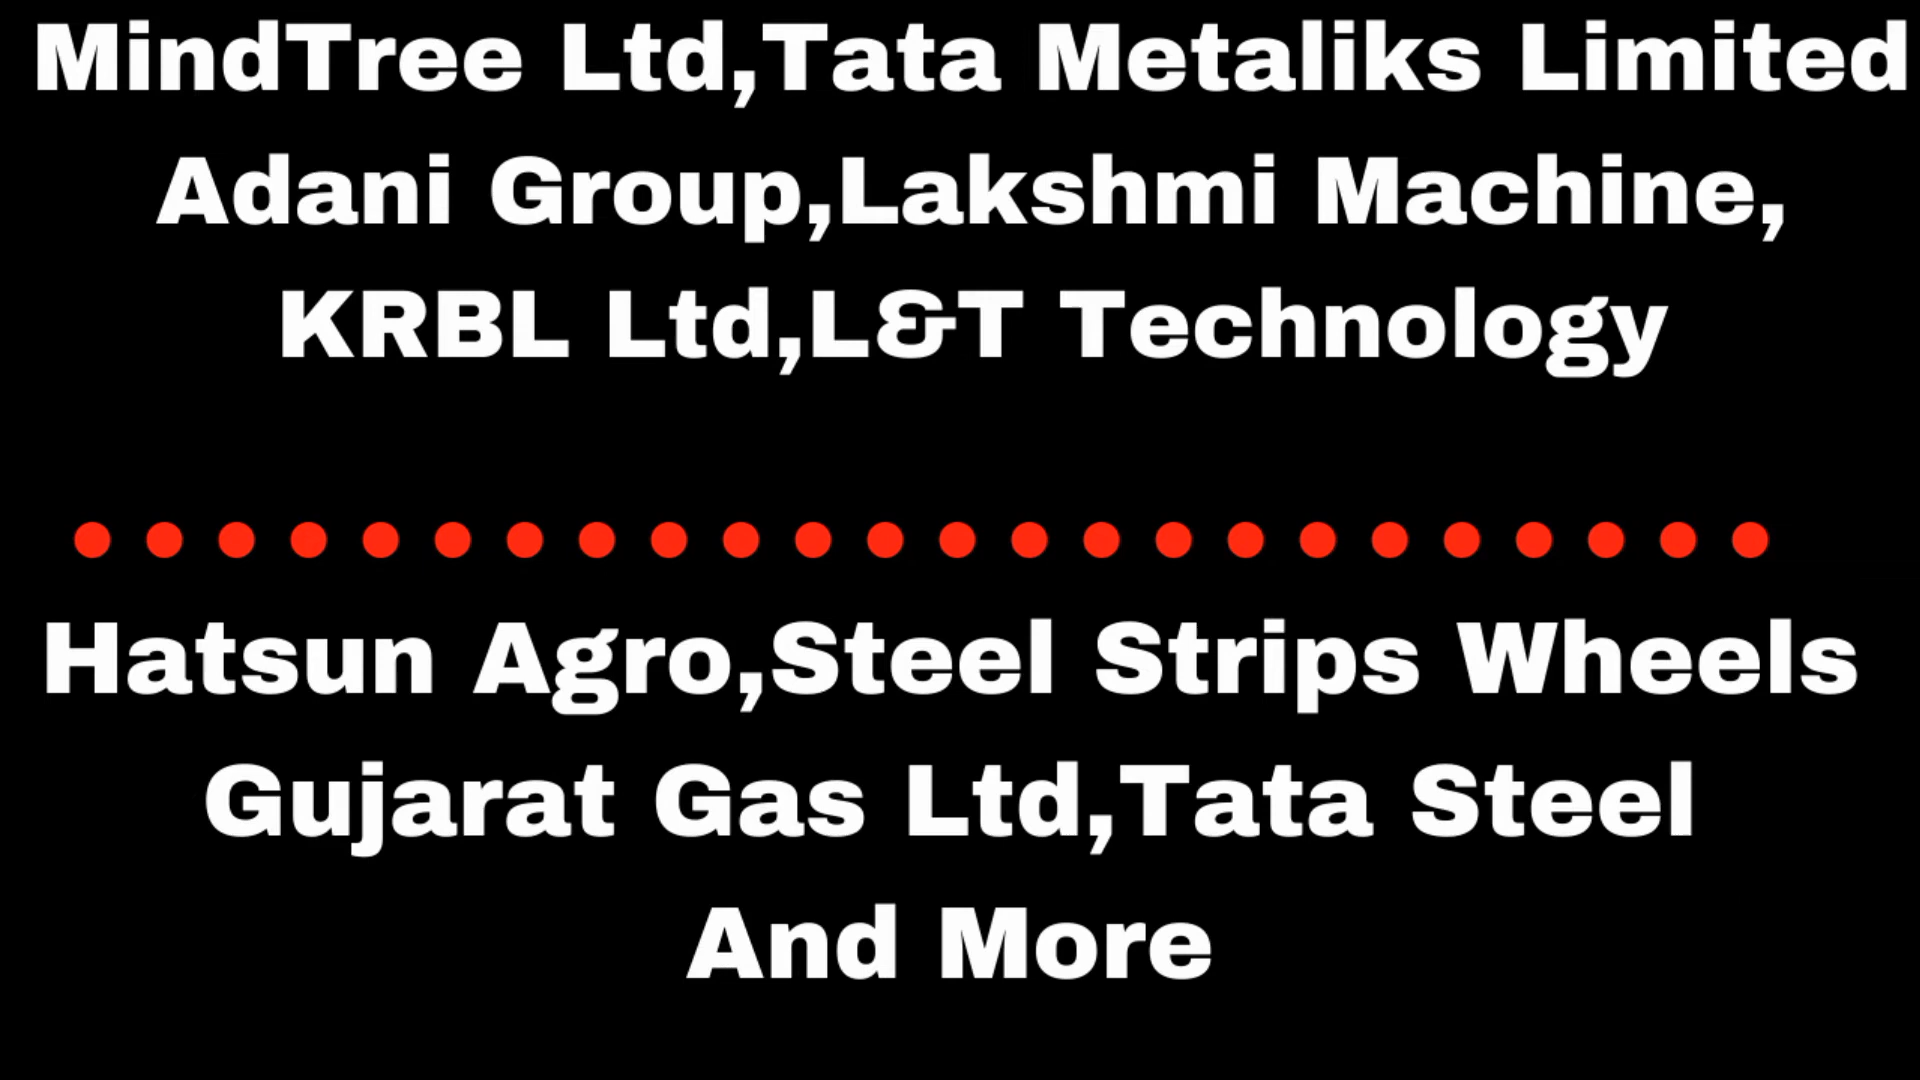 MindTree Ltd,Tata Metaliks Limited
Adani Group,Lakshmi Machine,
KRBL Ltd,L&T Technology
Hatsun Agro,Steel Strips Wheels
Gujarat Gas Ltd,Tata Steel
And More